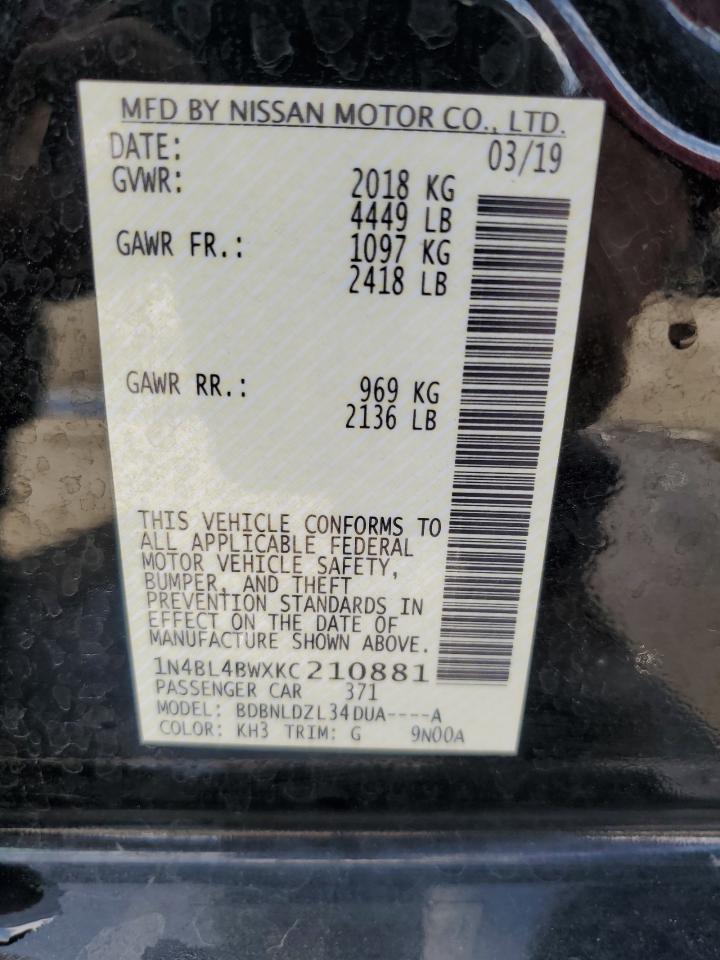 MFD BY NISSAN MOTOR CO., LTD.
DATE: 03/19
GVWR: 2018 KG
4449 LB
GAWR FR.: 1097 KG
2418 LB
GAWR RR.: 969 KG
2136 LB
THIS VEHICLE CONFORMS TO
ALL APPLICABLE FEDERAL
MOTOR VEHICLE SAFETY,
BUMPER, AND THEFT
PREVENTION STANDARDS IN
EFFECT ON THE DATE OF
MANUFACTURE SHOWN ABOVE.
1N4BL4BWXKC210881
PASSENGER CAR 371
MODEL: BDBNLDZL34DUA----A
COLOR: KH3 TRIM: G 9N00A